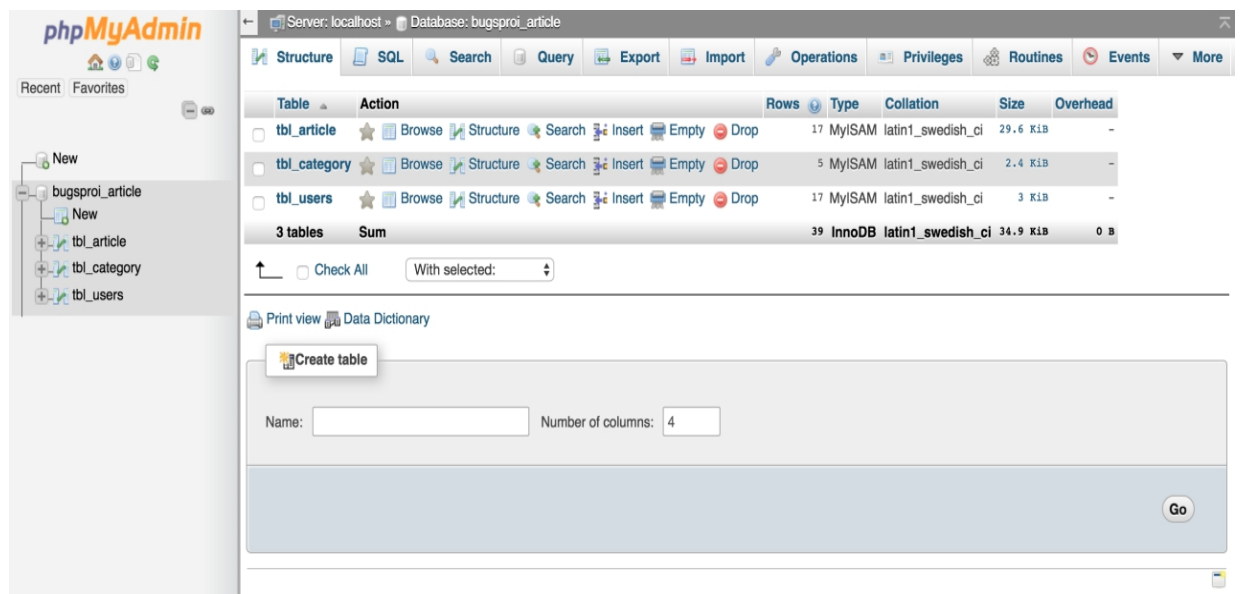 phpMyAdmin
Recent Favorites
New
bugsproi_article
New
tbl_article
tbl_category
tbl_users
Server: localhost » Database: bugsproi_article
Structure SQL Search Query Export Import Operations Privileges Routines Events More
Table Action Rows Type Collation Size Overhead
tbl_article Browse Structure Search Insert Empty Drop 17 MyISAM latin1_swedish_ci 29.6 KiB -
tbl_category Browse Structure Search Insert Empty Drop 5 MyISAM latin1_swedish_ci 2.4 KiB -
tbl_users Browse Structure Search Insert Empty Drop 17 MyISAM latin1_swedish_ci 3 KiB -
3 tables Sum 39 InnoDB latin1_swedish_ci 34.9 KiB 0 B
Check All With selected:
Print view Data Dictionary
Create table
Name: Number of columns: 4
Go